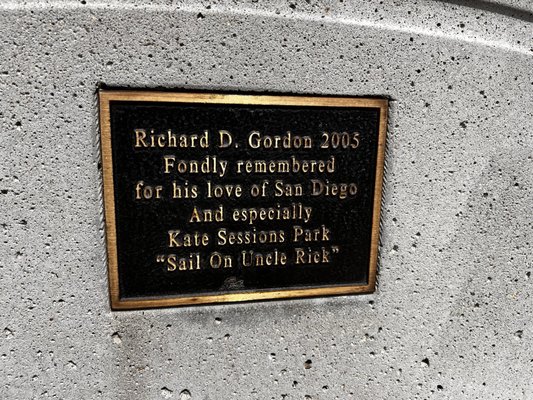 Richard D. Gordon 2005
Fondly remembered
for his love of San Diego
And especially
Kate Sessions Park
"Sail On Uncle Rick"